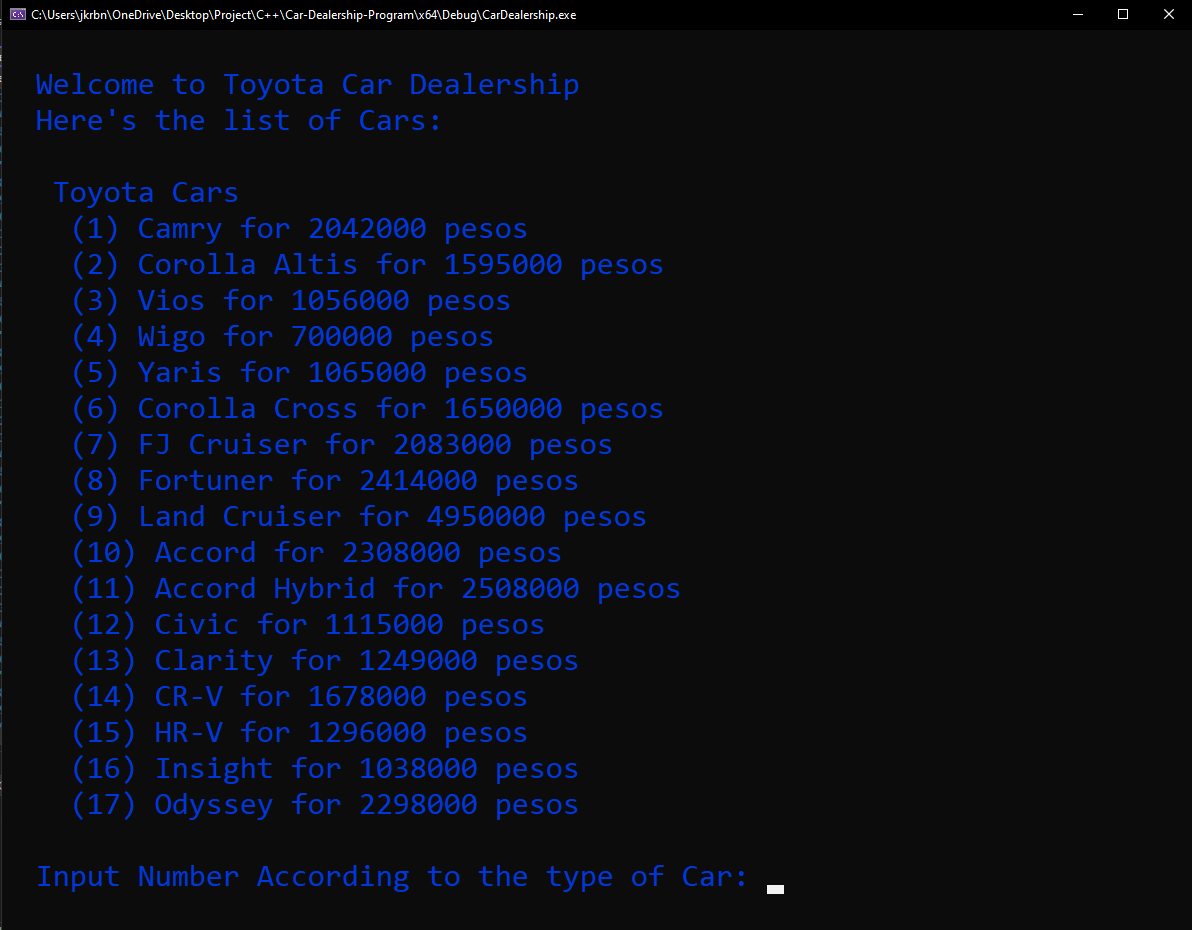 C:\Users\jkrbn\OneDrive\Desktop\Project\C++\Car-Dealership-Program\x64\Debug\CarDealership.exe
Welcome to Toyota Car Dealership
Here's the list of Cars:
Toyota Cars
(1) Camry for 2042000 pesos
(2) Corolla Altis for 1595000 pesos
(3) Vios for 1056000 pesos
(4) Wigo for 700000 pesos
(5) Yaris for 1065000 pesos
(6) Corolla Cross for 1650000 pesos
(7) FJ Cruiser for 2083000 pesos
(8) Fortuner for 2414000 pesos
(9) Land Cruiser for 4950000 pesos
(10) Accord for 2308000 pesos
(11) Accord Hybrid for 2508000 pesos
(12) Civic for 1115000 pesos
(13) Clarity for 1249000 pesos
(14) CR-V for 1678000 pesos
(15) HR-V for 1296000 pesos
(16) Insight for 1038000 pesos
(17) Odyssey for 2298000 pesos
Input Number According to the type of Car: